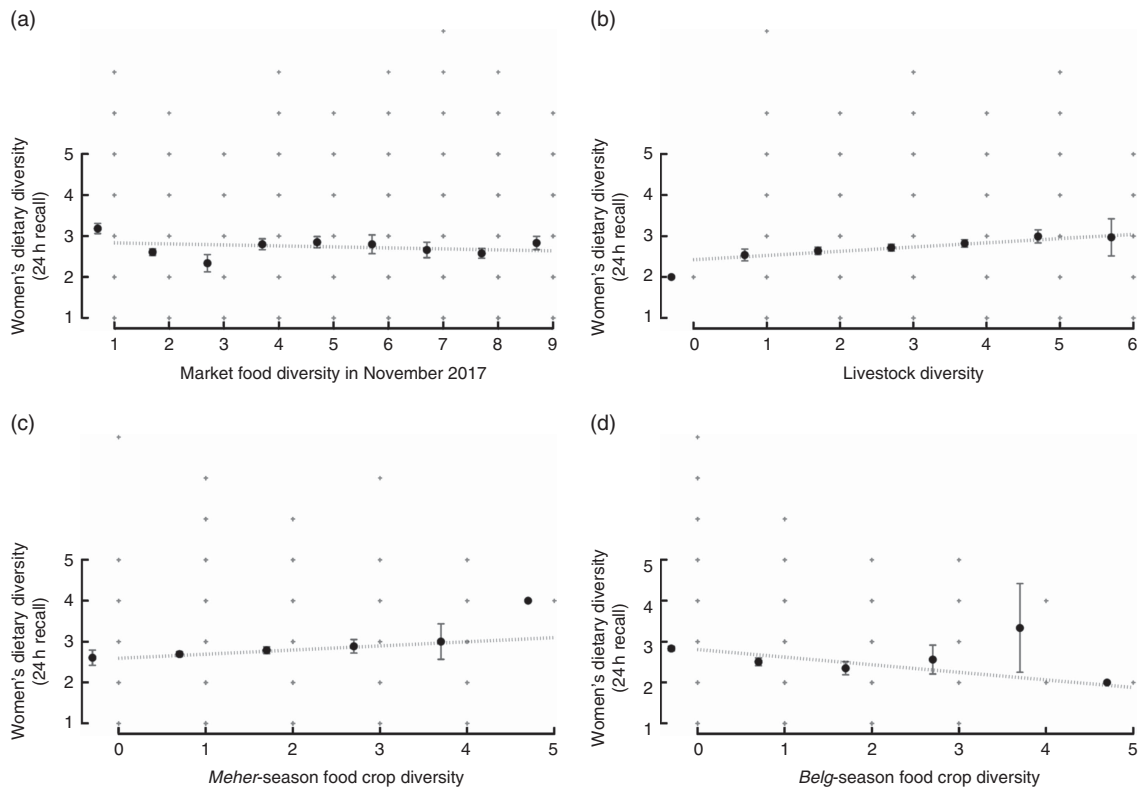 (a)
Women's dietary diversity
(24 h recall)
5
4
3
2
1
1 2 3 4 5 6 7 8 9
Market food diversity in November 2017
(b)
Women's dietary diversity
(24 h recall)
5
4
3
2
1
0 1 2 3 4 5 6
Livestock diversity
(c)
Women's dietary diversity
(24 h recall)
5
4
3
2
1
0 1 2 3 4 5
Meher-season food crop diversity
(d)
Women's dietary diversity
(24 h recall)
5
4
3
2
1
0 1 2 3 4 5
Belg-season food crop diversity